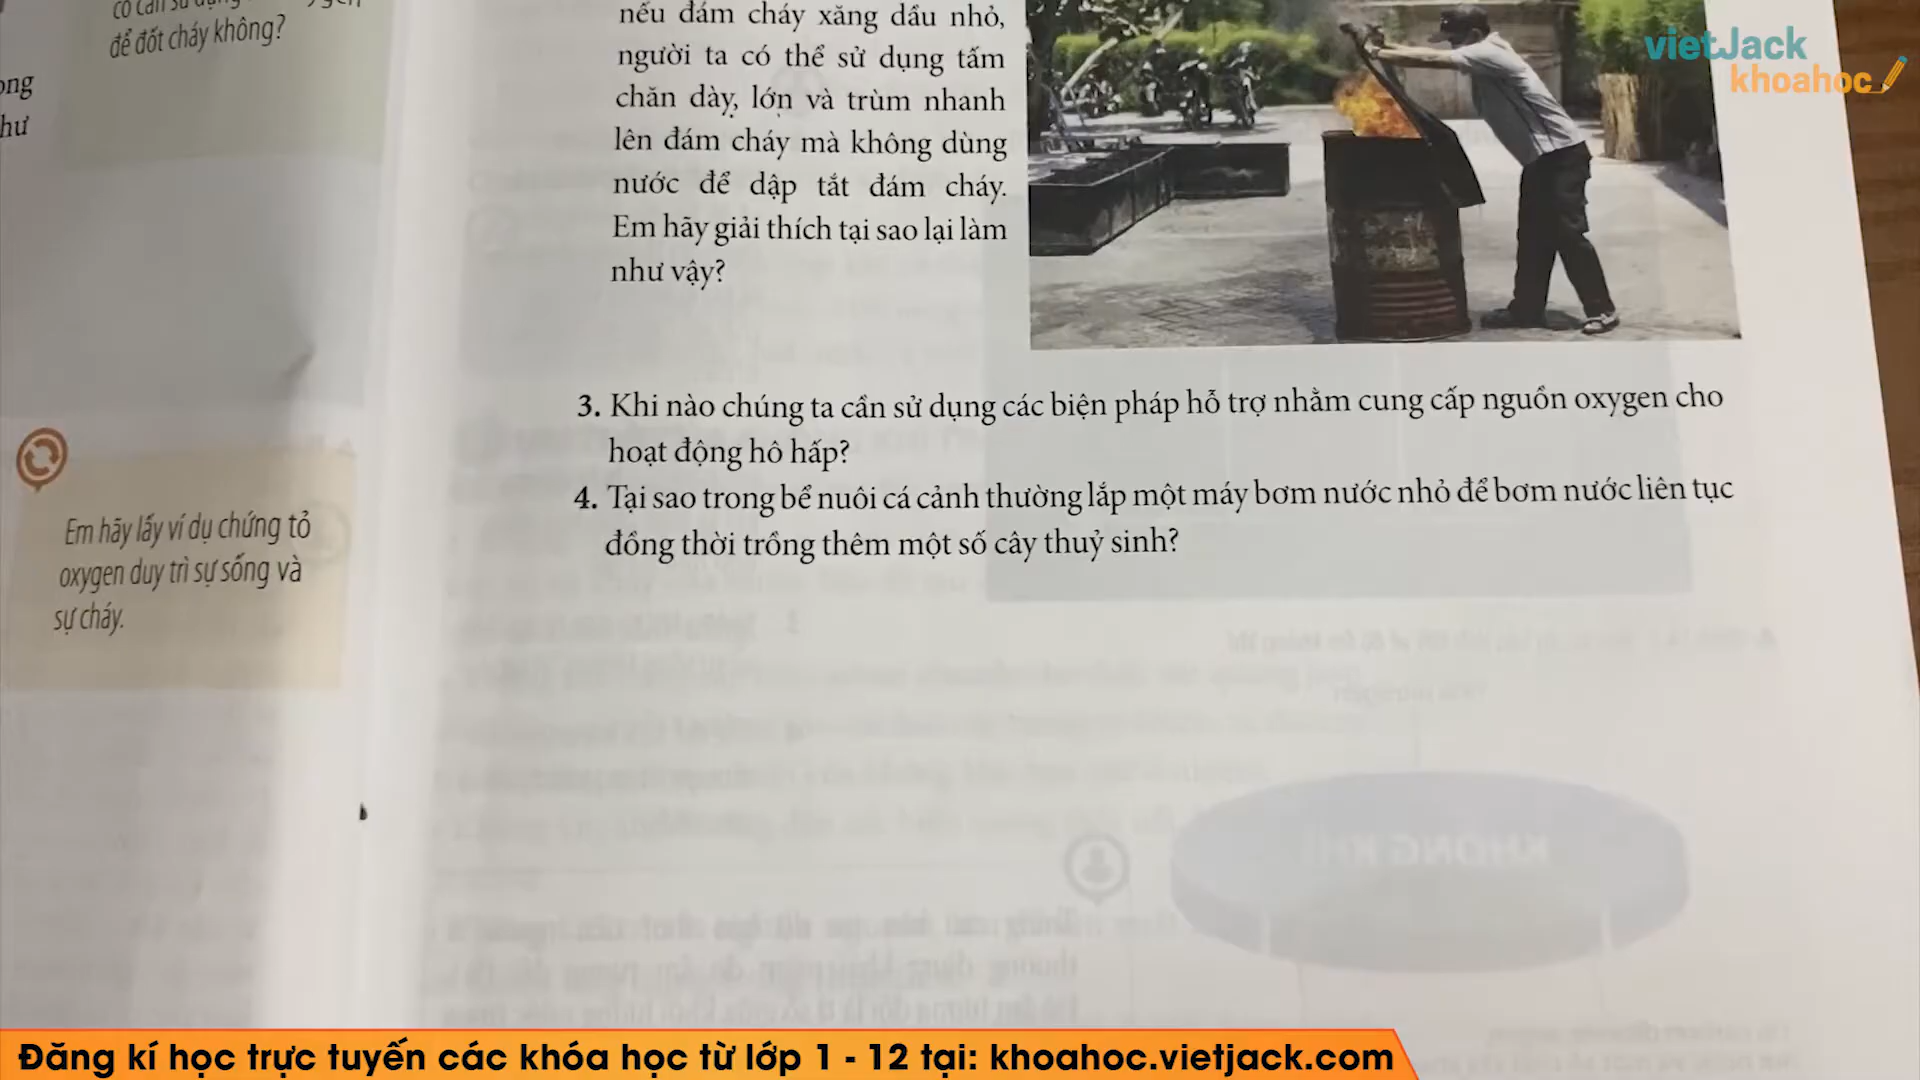 để đốt cháy không?
ong
hư
Em hãy lấy ví dụ chứng tỏ
oxygen duy trì sự sống và
sự cháy.
nếu đám cháy xăng dầu nhỏ,
người ta có thể sử dụng tấm
chăn dày, lớn và trùm nhanh
lên đám cháy mà không dùng
nước để dập tắt đám cháy.
Em hãy giải thích tại sao lại làm
như vậy?
3. Khi nào chúng ta cần sử dụng các biện pháp hỗ trợ nhằm cung cấp nguồn oxygen cho
hoạt động hô hấp?
4. Tại sao trong bể nuôi cá cảnh thường lắp một máy bơm nước nhỏ để bơm nước liên tục
đồng thời trồng thêm một số cây thuỷ sinh?
vietJack
khoahoc
Đăng kí học trực tuyến các khóa học từ lớp 1 - 12 tại: khoahoc.vietjack.com